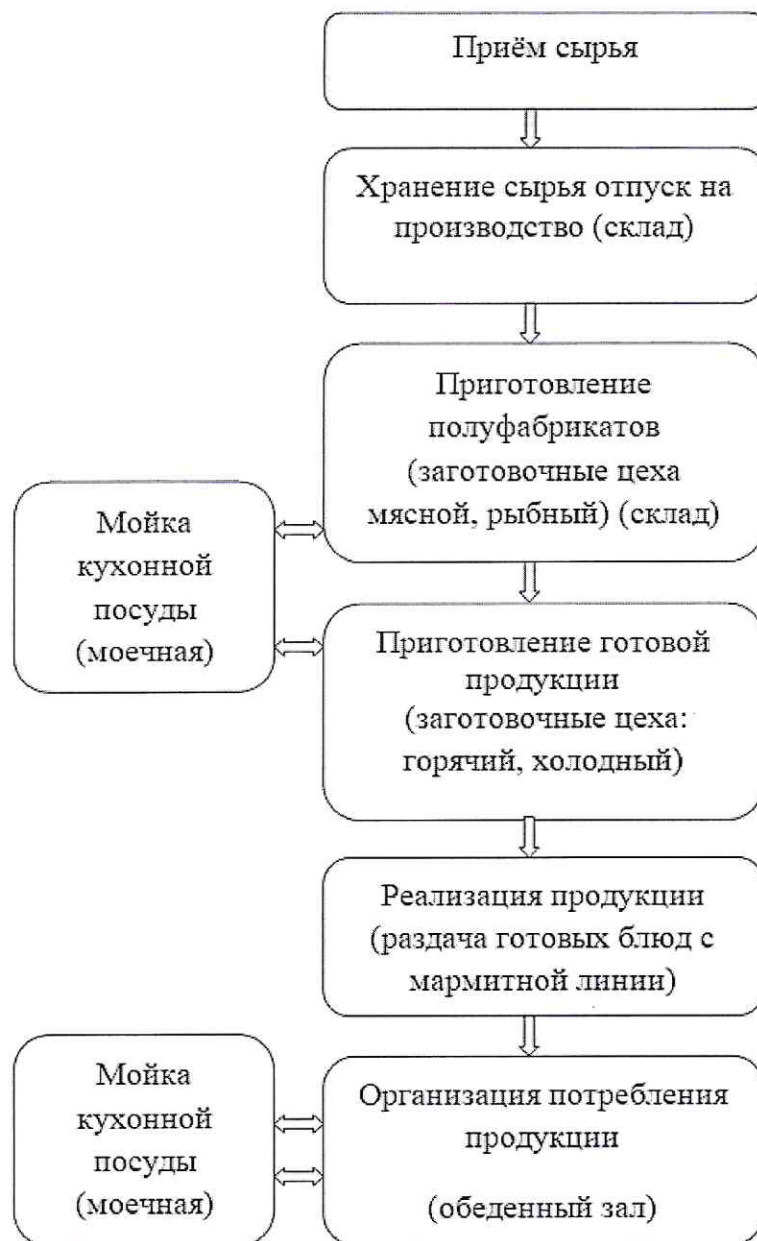 Приём сырья
Хранение сырья отпуск на
производство (склад)
Приготовление
полуфабрикатов
(заготовочные цеха
мясной, рыбный) (склад)
Мойка
кухонной
посуды
(моечная)
Приготовление готовой
продукции
(заготовочные цеха:
горячий, холодный)
Реализация продукции
(раздача готовых блюд с
мармитной линии)
Мойка
кухонной
посуды
(моечная)
Организация потребления
продукции
(обеденный зал)